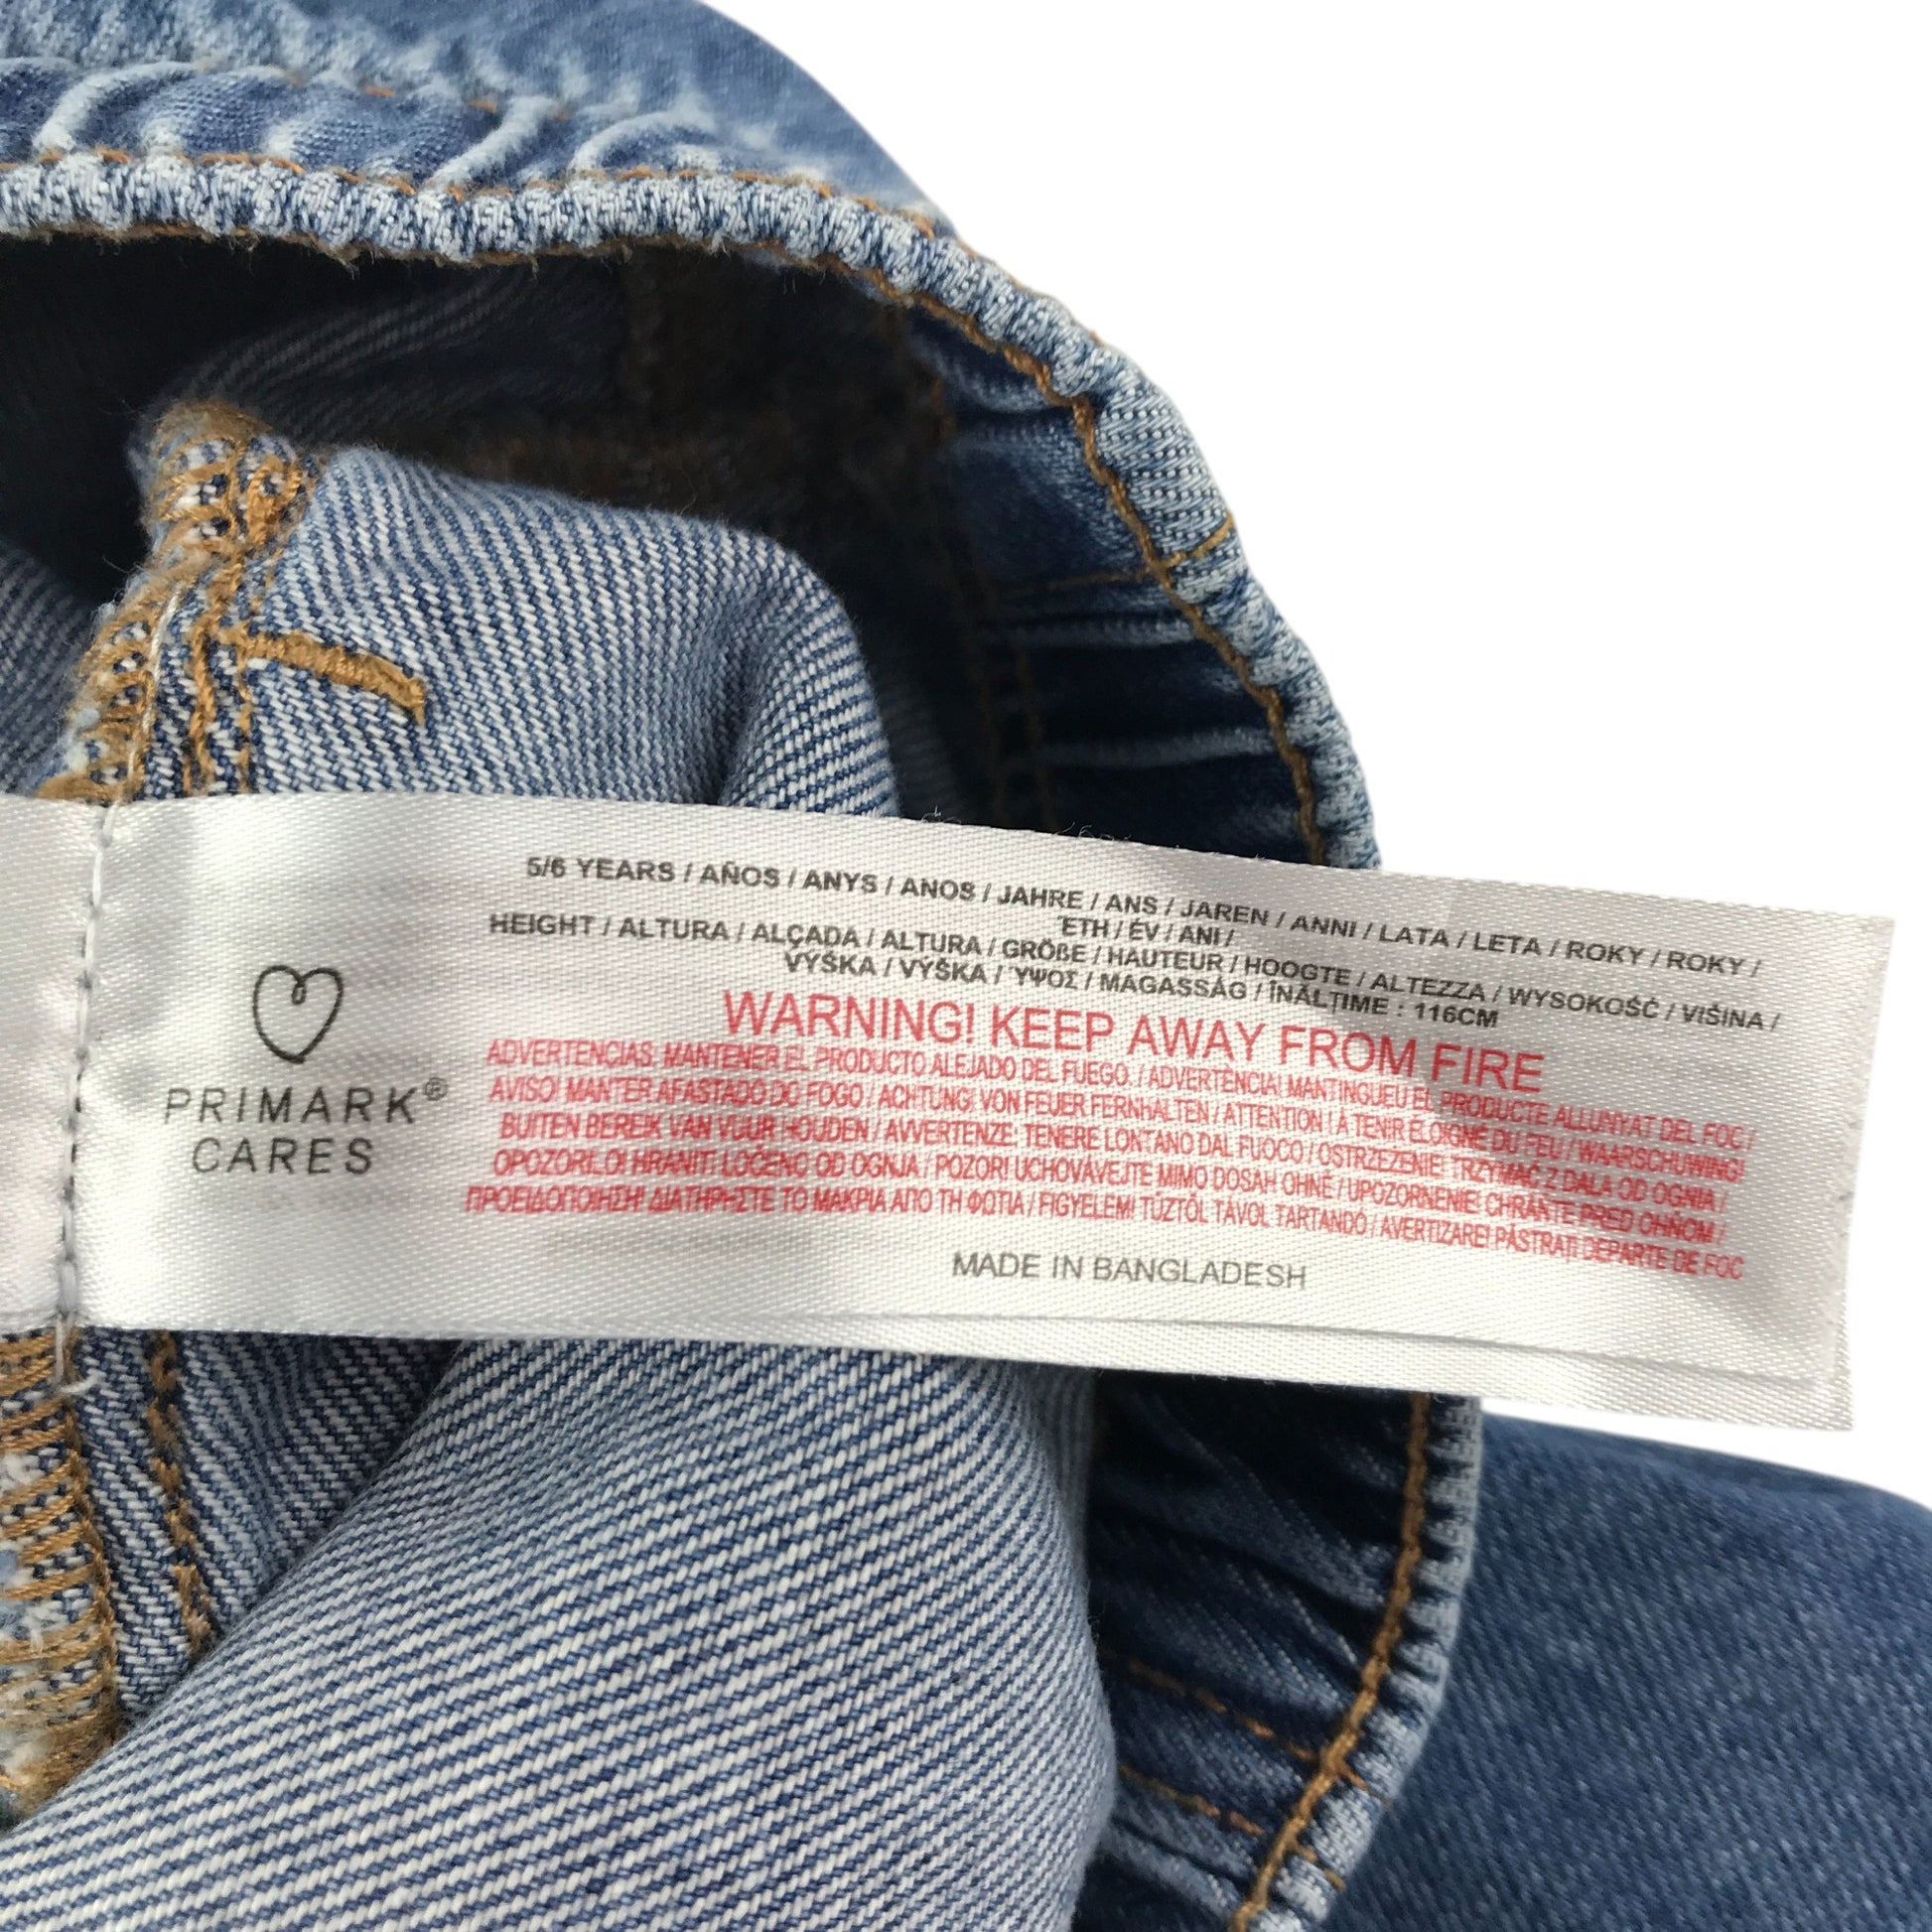 PRIMARK®
CARES
5/6 YEARS / AÑOS / ANYS / ANOS / JAHRE / ANS / JAREN / ANNI / LATA / LETA / ROKY / ROKY /
ΈΤΗ / ÉV / ANI /
HEIGHT / ALTURA / ALÇADA / ALTURA / GRÖßE / HAUTEUR / HOOGTE / ALTEZZA / WYSOKOŚĆ / VIŠINA /
VÝŠKA / VÝŠKA / ΎΨΟΣ / MAGASSÁG / ÎNĂLȚIME : 116CM
WARNING! KEEP AWAY FROM FIRE
ADVERTENCIAS: MANTENER EL PRODUCTO ALEJADO DEL FUEGO. / ADVERTÈNCIA! MANTINGUEU EL PRODUCTE ALLUNYAT DEL FOC /
AVISO! MANTER AFASTADO DO FOGO / ACHTUNG! VON FEUER FERNHALTEN / ATTENTION ! À TENIR ÉLOIGNÉ DU FEU / WAARSCHUWING!
BUITEN BEREIK VAN VUUR HOUDEN / AVVERTENZE: TENERE LONTANO DAL FUOCO / OSTRZEŻENIE! TRZYMAĆ Z DALA OD OGNIA /
OPOZORILO! HRANITI LOČENO OD OGNJA / POZOR! UCHOVÁVEJTE MIMO DOSAH OHNĚ / UPOZORNENIE! CHRÁŇTE PRED OHŇOM /
ΠΡΟΕΙΔΟΠΟΙΗΣΗ! ΔΙΑΤΗΡΗΣΤΕ ΤΟ ΜΑΚΡΙΑ ΑΠΟ ΤΗ ΦΩΤΙΑ / FIGYELEM! TŰZTŐL TÁVOL TARTANDÓ / AVERTIZARE! PĂSTRAȚI DEPARTE DE FOC
MADE IN BANGLADESH